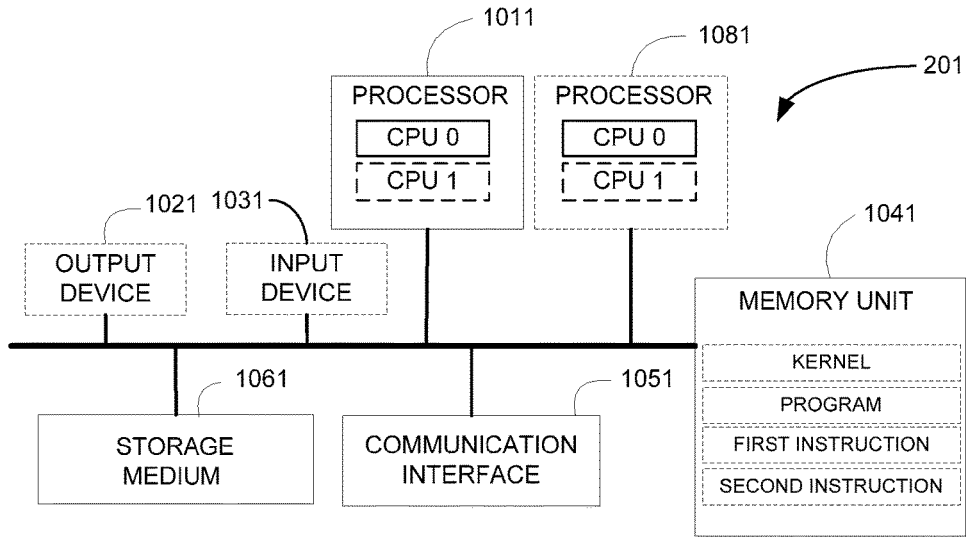 1011
1081
201
PROCESSOR
CPU 0
CPU 1
PROCESSOR
CPU 0
CPU 1
1021
1031
1041
OUTPUT
DEVICE
INPUT
DEVICE
MEMORY UNIT
KERNEL
PROGRAM
FIRST INSTRUCTION
SECOND INSTRUCTION
1061
1051
STORAGE
MEDIUM
COMMUNICATION
INTERFACE